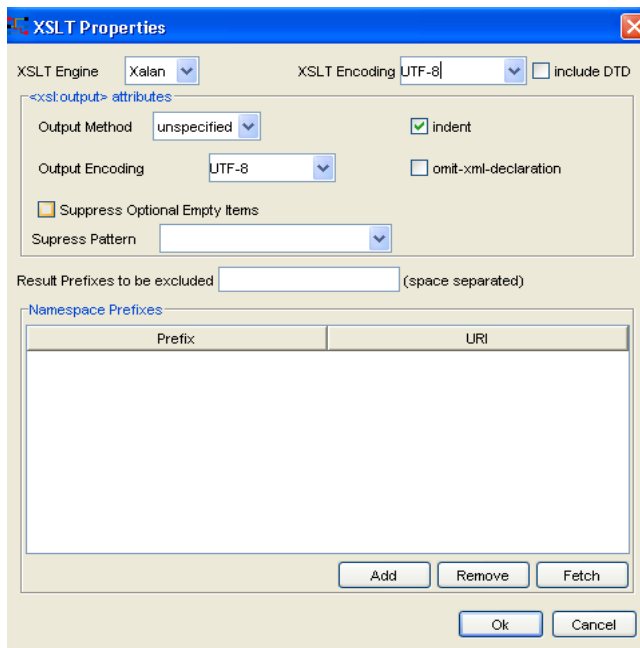 XSLT Properties
XSLT Engine Xalan XSLT Encoding UTF-8 include DTD
<xsl:output> attributes
Output Method unspecified indent
Output Encoding UTF-8 omit-xml-declaration
Suppress Optional Empty Items
Supress Pattern
Result Prefixes to be excluded (space separated)
Namespace Prefixes
Prefix URI
Add Remove Fetch
Ok Cancel